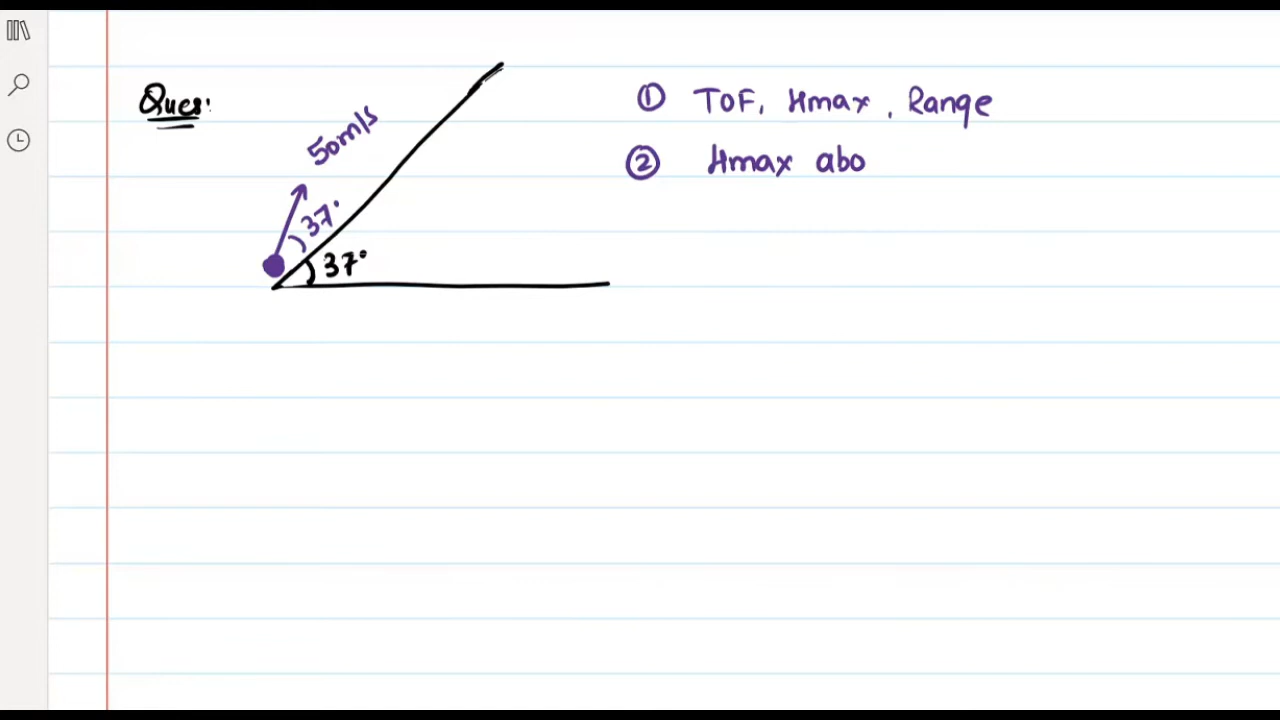 Ques:
50m/s
37°
37°
① TOF, Hmax, Range
② Hmax abo